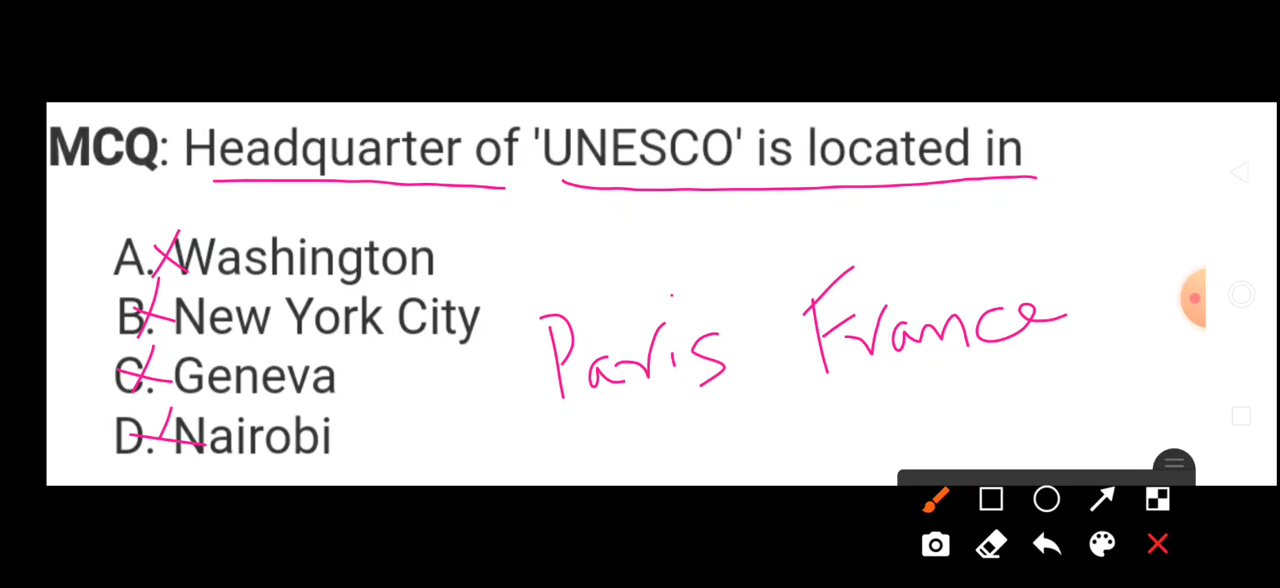 MCQ: Headquarter of 'UNESCO' is located in
A. Washington
B. New York City
C. Geneva
D. Nairobi
Paris France